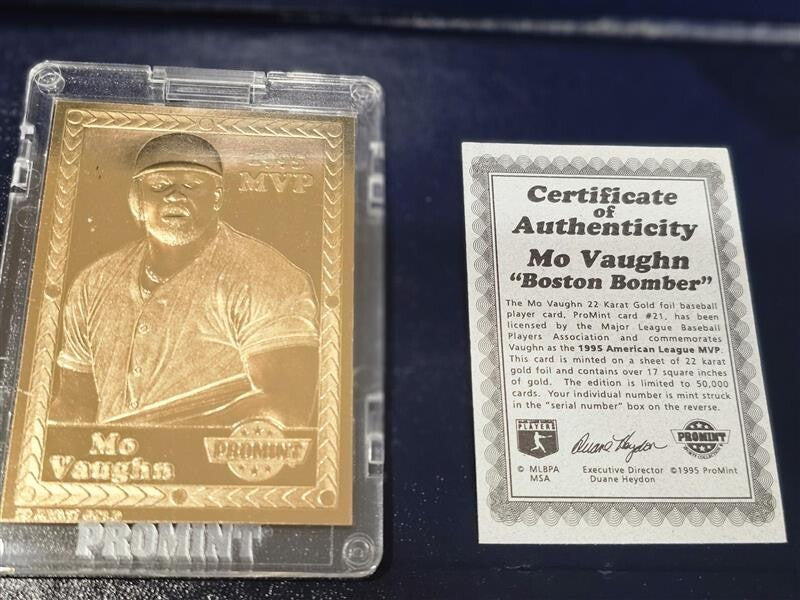 PROMINT
1995
MVP
Mo
Vaughn
PROMINT
PROMINT
Certificate
of
Authenticity
Mo Vaughn
"Boston Bomber"
The Mo Vaughn 22 Karat Gold foil baseball
player card, ProMint card #21, has been
licensed by the Major League Baseball
Players Association and commemorates
Vaughn as the 1995 American League MVP.
This card is minted on a sheet of 22 karat
gold foil and contains over 17 square inches
of gold. The edition is limited to 50,000
cards. Your individual number is mint struck
in the "serial number" box on the reverse.
PLAYERS
Duane Heydon
PROMINT
© MLBPA Executive Director ©1995 ProMint
MSA Duane Heydon